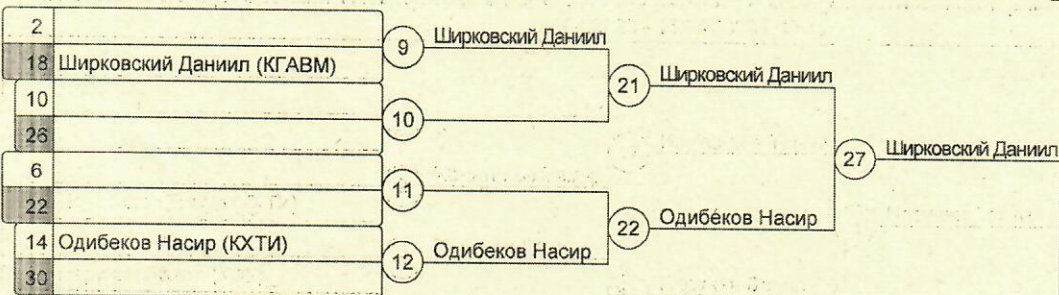 2
18 Ширковский Даниил (КГАВМ)
10
26
6
22
14 Одибеков Насир (КХТИ)
30
9 Ширковский Даниил
10
11
12 Одибеков Насир
21 Ширковский Даниил
22 Одибеков Насир
27 Ширковский Даниил